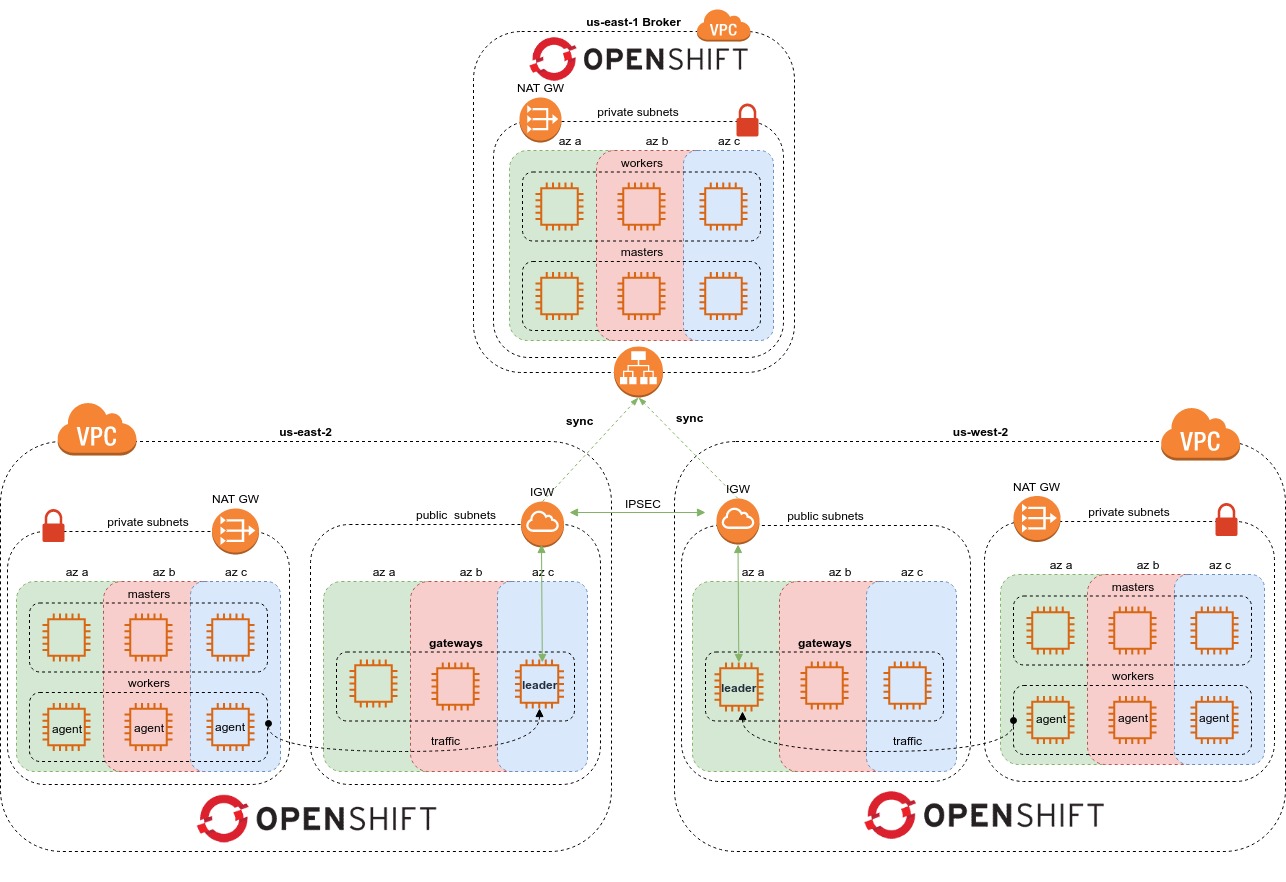 us-east-1 Broker
VPC
OPENSHIFT
NAT GW
private subnets
az a
az b
az c
workers
masters
sync
sync
VPC
us-east-2
us-west-2
VPC
NAT GW
private subnets
public subnets
IGW
IPSEC
IGW
public subnets
NAT GW
private subnets
az a
az b
az c
masters
workers
agent
agent
agent
az a
az b
az c
gateways
leader
traffic
az a
az b
az c
gateways
leader
traffic
az a
az b
az c
masters
workers
agent
agent
agent
OPENSHIFT
OPENSHIFT